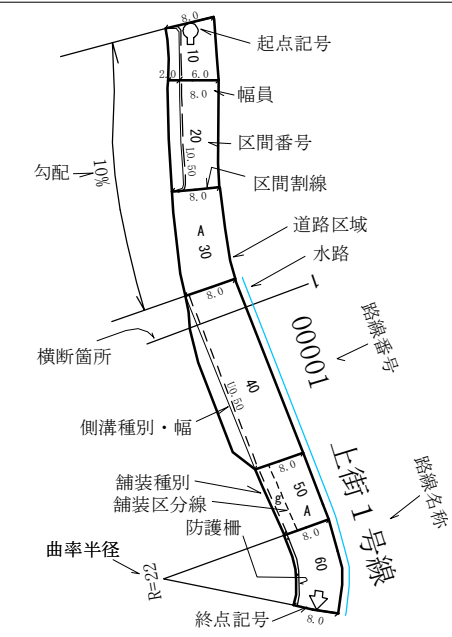 8.0
起点記号
10
2.0 6.0
8.0
幅員
20
区間番号
L0.50
勾配
10%
区間割線
8.0
道路区域
A
30
水路
8.0
1
00001
路線番号
横断箇所
40
U0.50
側溝種別・幅
上街1号線
路線名称
8.0
舗装種別
50
舗装区分線
g
A
防護柵
8.0
曲率半径
60
R=22
終点記号
8.0